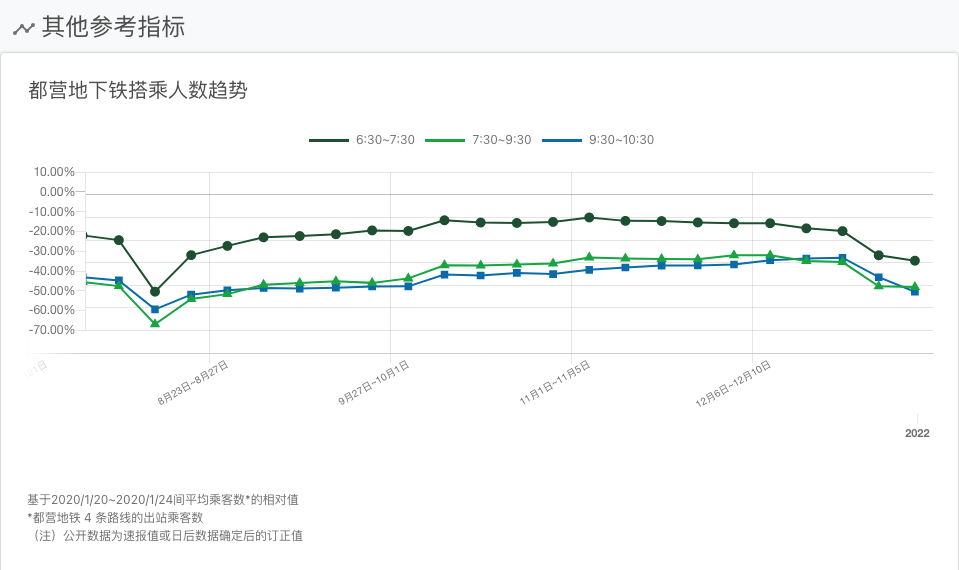 其他参考指标
都营地下铁搭乘人数趋势
6:30~7:30 7:30~9:30 9:30~10:30
10.00%
0.00%
-10.00%
-20.00%
-30.00%
-40.00%
-50.00%
-60.00%
-70.00%
8月23日~8月27日 9月27日~10月1日 11月1日~11月5日 12月6日~12月10日
2022
基于2020/1/20~2020/1/24间平均乘客数*的相对值
*都营地铁 4 条路线的出站乘客数
（注）公开数据为速报值或日后数据确定后的订正值